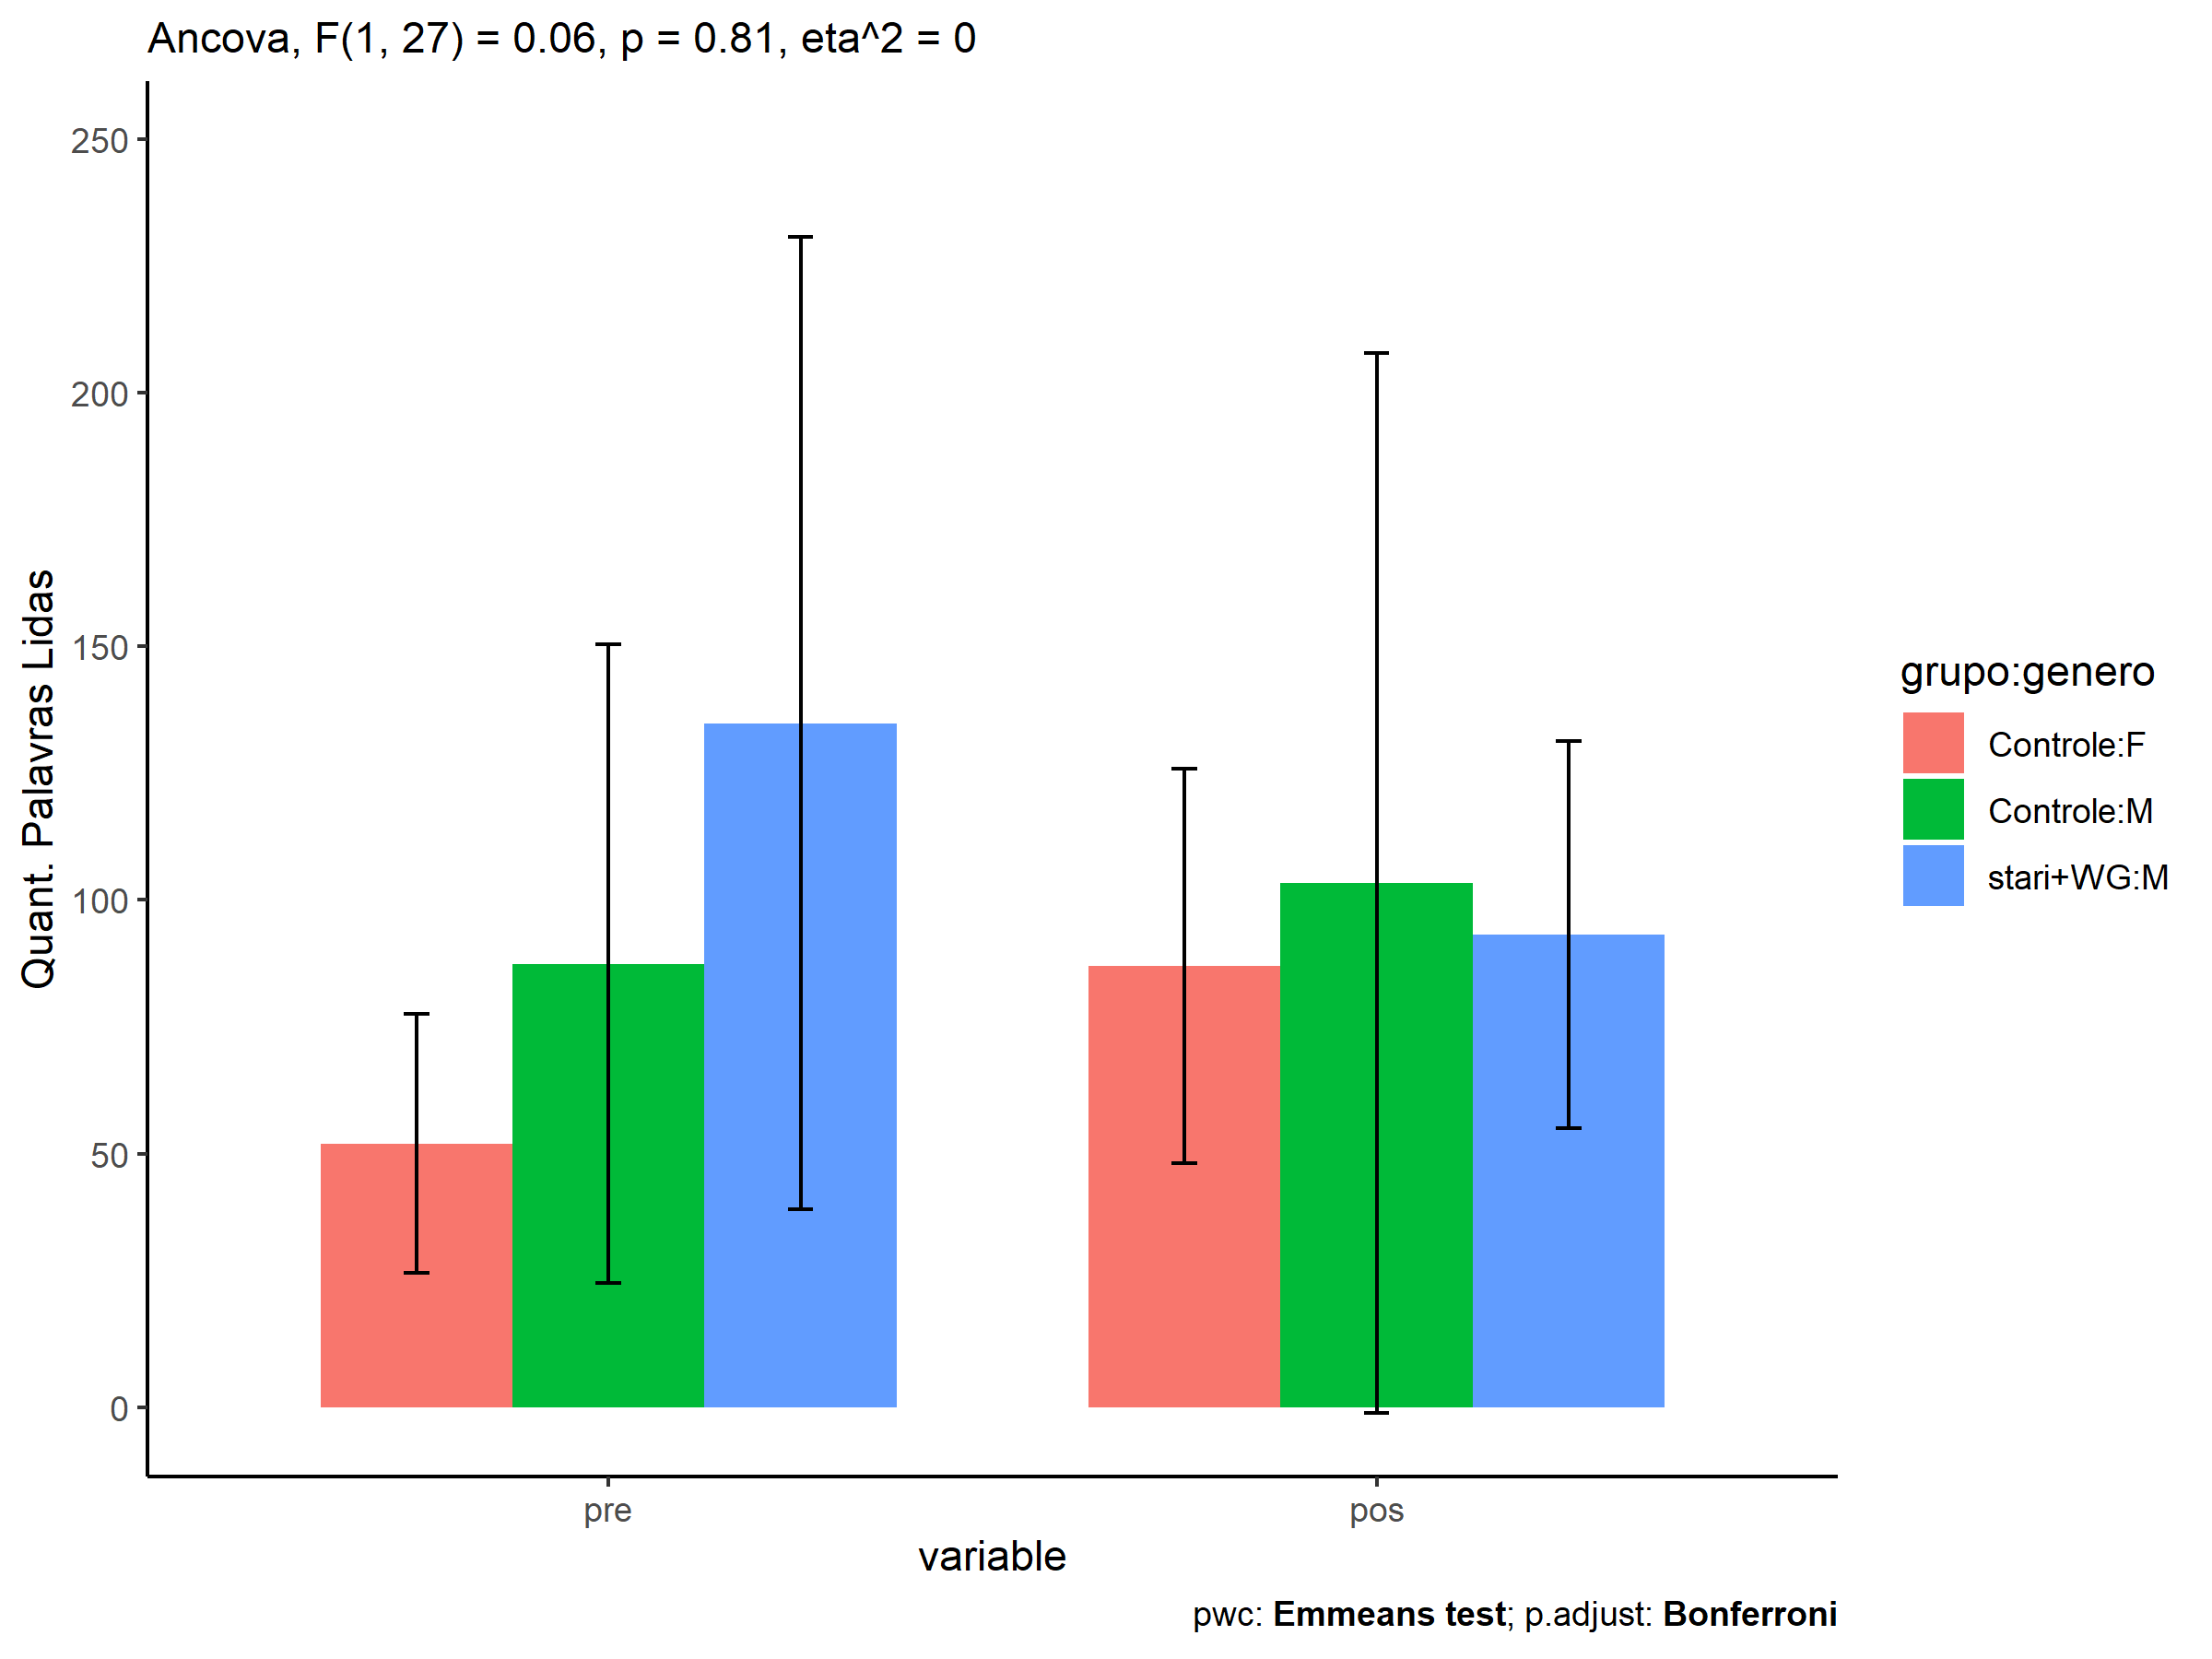 Ancova, F(1, 27) = 0.06, p = 0.81, eta^2 = 0
Quant. Palavras Lidas
250
200
150
100
50
0
pre
pos
variable
grupo:genero
Controle:F
Controle:M
stari+WG:M
pwc: Emmeans test; p.adjust: Bonferroni